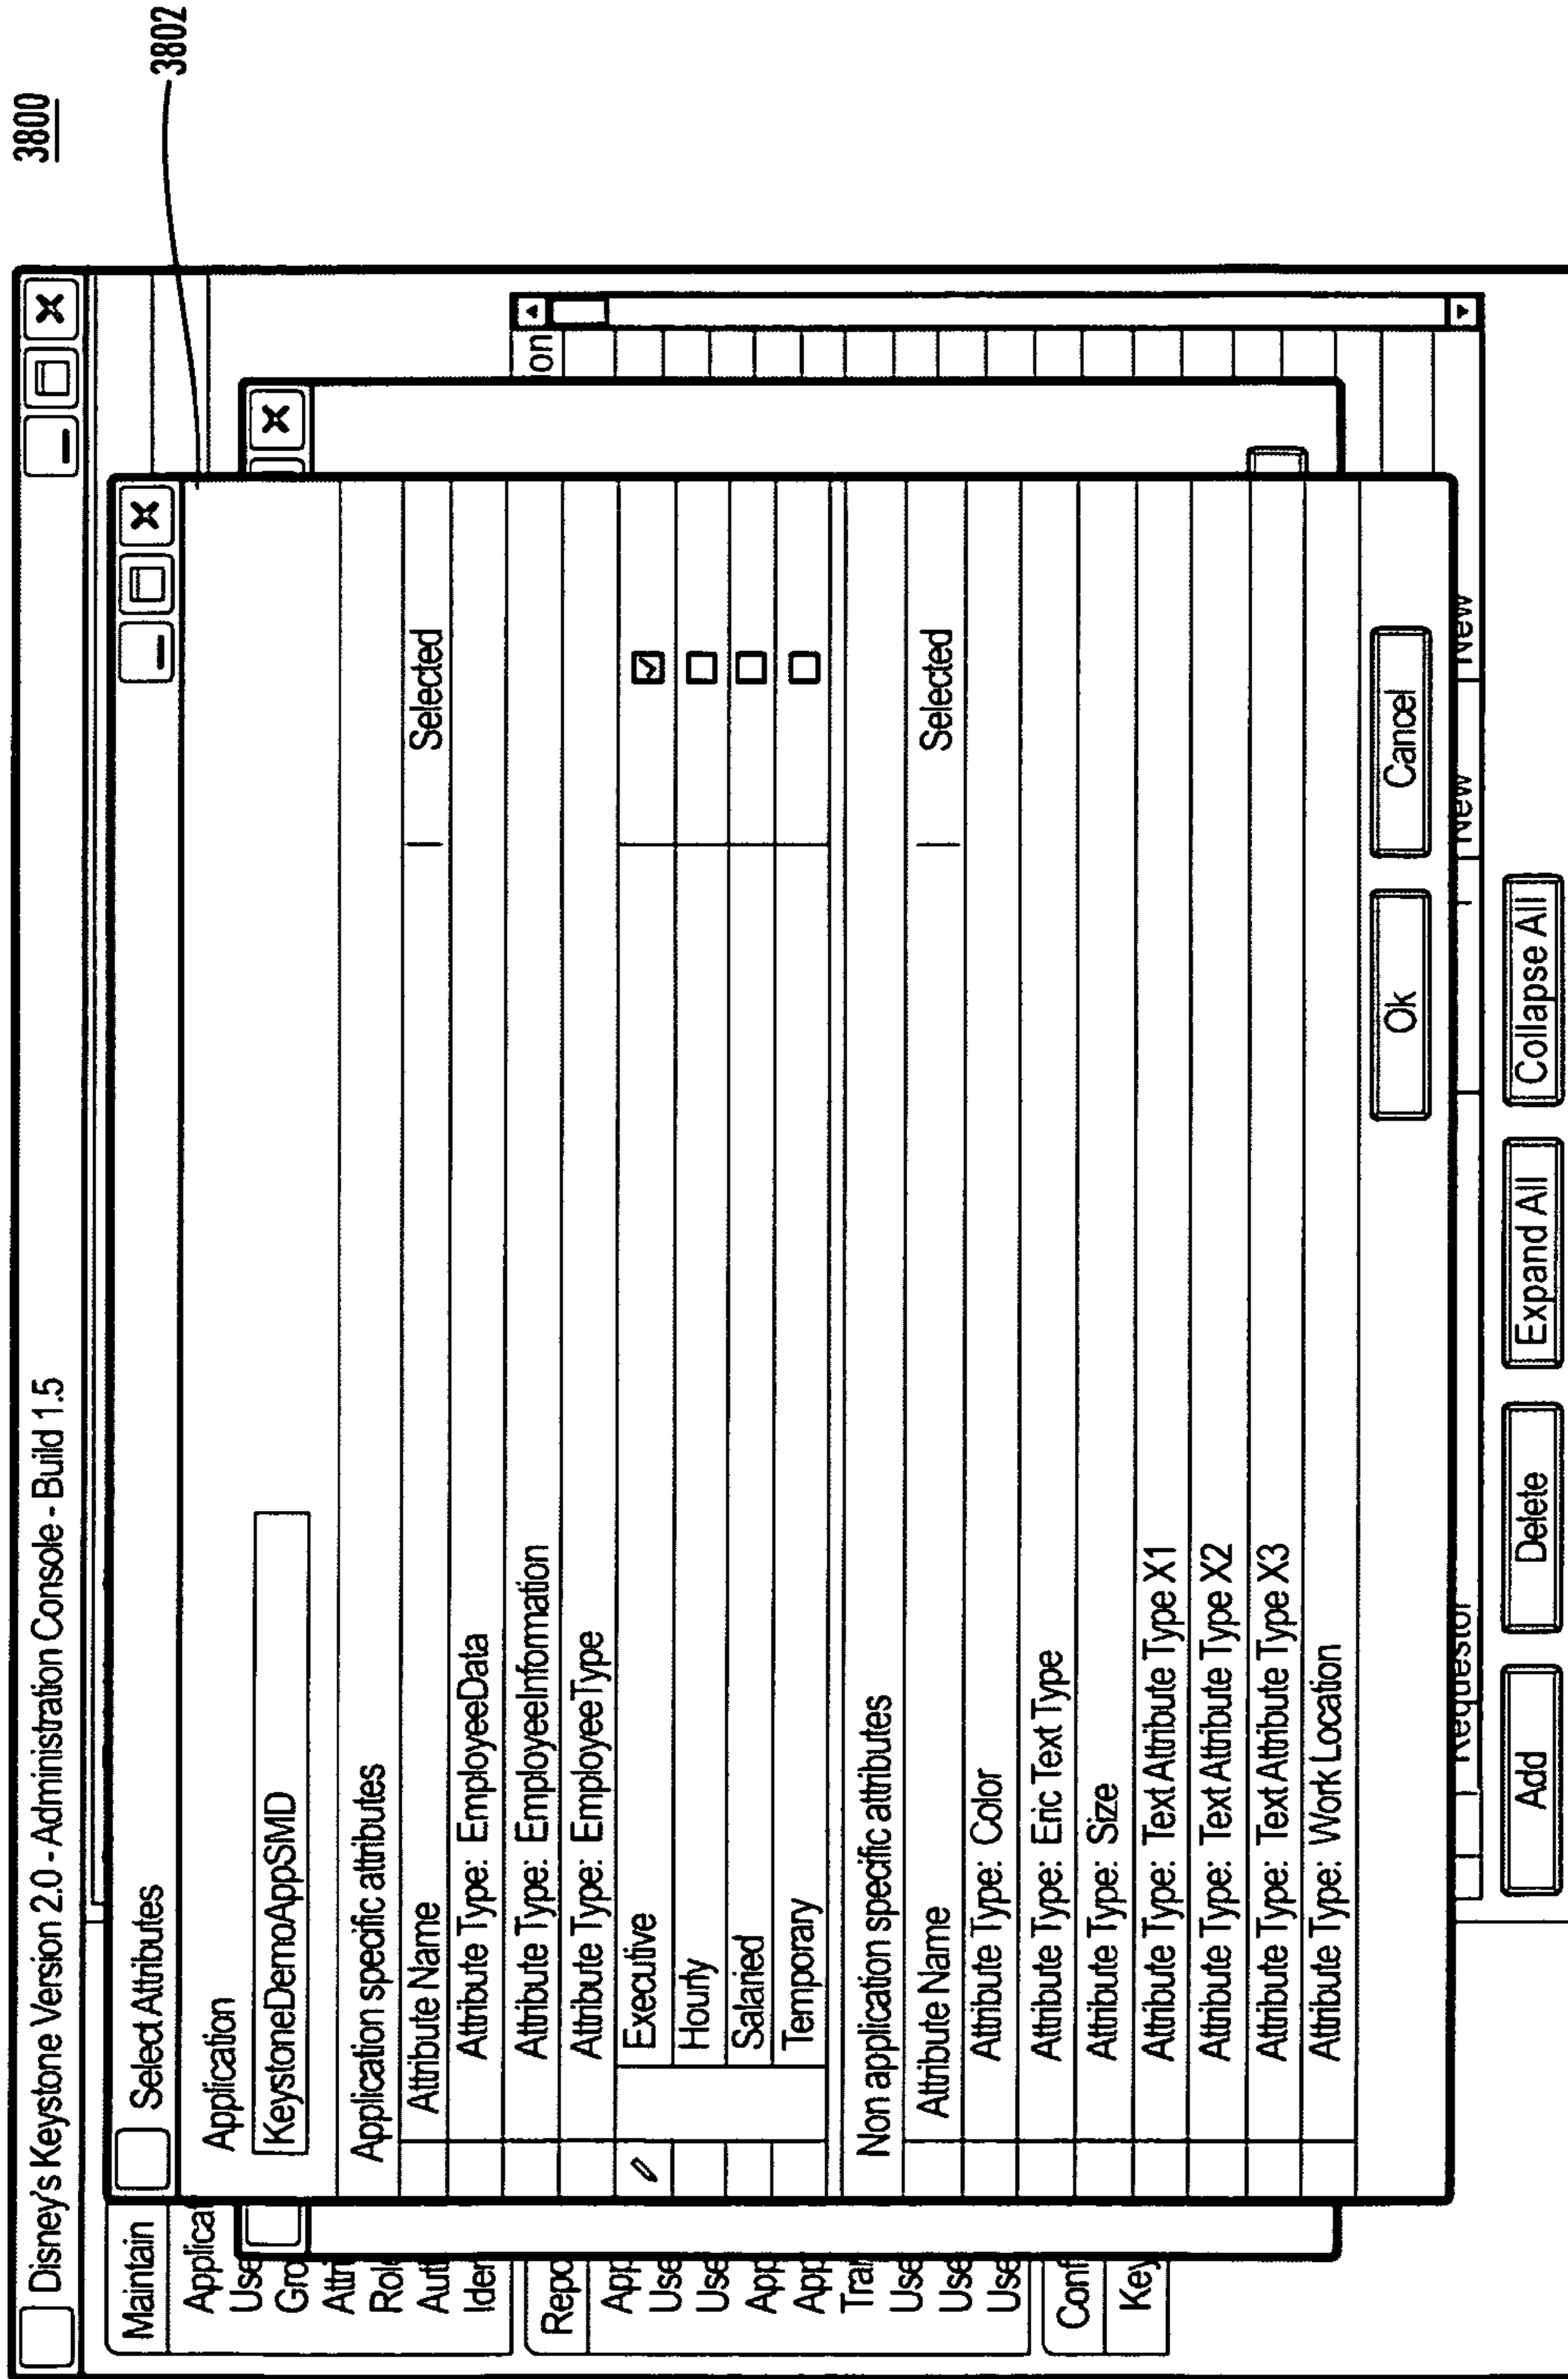 3800
3802
Disney's Keystone Version 2.0 - Administration Console - Build 1.5
Select Attributes
Application
KeystoneDemoAppSMD
Application specific attributes
Attribute Name Selected
Attribute Type: EmployeeData
Attribute Type: EmployeeInformation
Attribute Type: EmployeeType
Executive
Hourly
Salaried
Temporary
Non application specific attributes
Attribute Name Selected
Attribute Type: Color
Attribute Type: Eric Text Type
Attribute Type: Size
Attribute Type: Text Attribute Type X1
Attribute Type: Text Attribute Type X2
Attribute Type: Text Attribute Type X3
Attribute Type: Work Location
Ok Cancel
Maintain
Applicat
Use
Gro
Attr
Rol
Aut
Iden
Repo
App
Use
Use
App
App
Tra
Use
Use
Use
Conf
Key
on
Requestor New New
Add Delete Expand All Collapse All